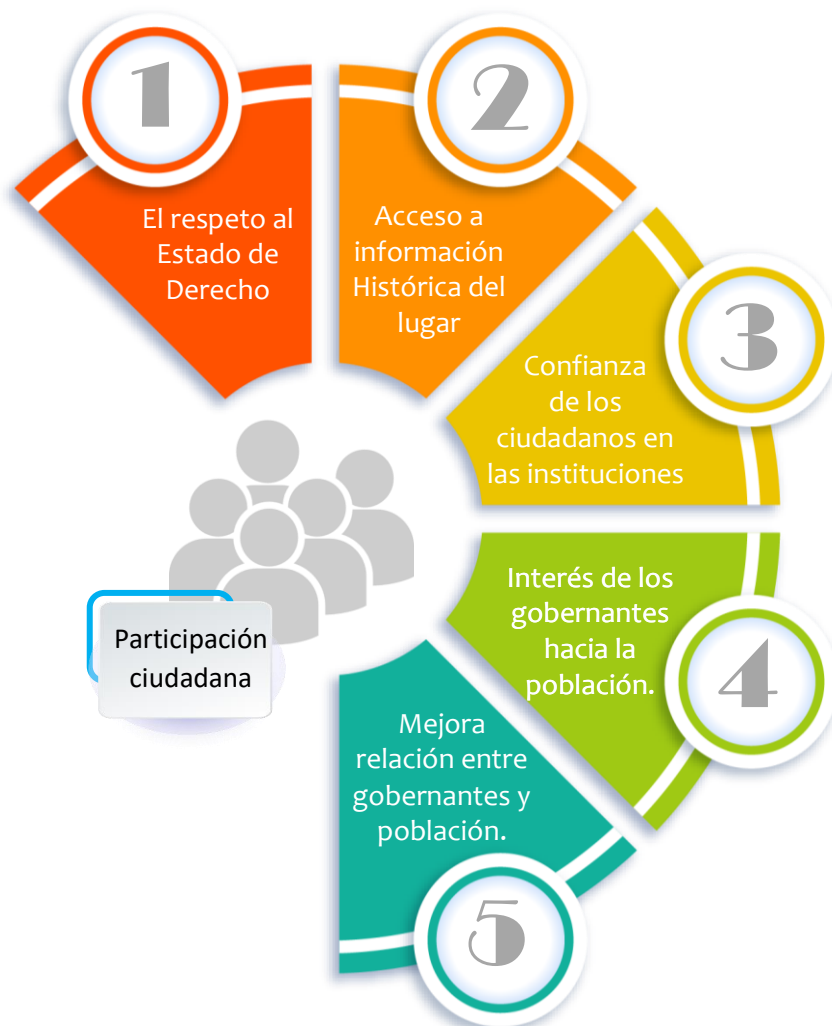 1
El respeto al
Estado de
Derecho
2
Acceso a
información
Histórica del
lugar
3
Confianza
de los
ciudadanos en
las instituciones
4
Interés de los
gobernantes
hacia la
población.
5
Mejora
relación entre
gobernantes y
población.
Participación
ciudadana